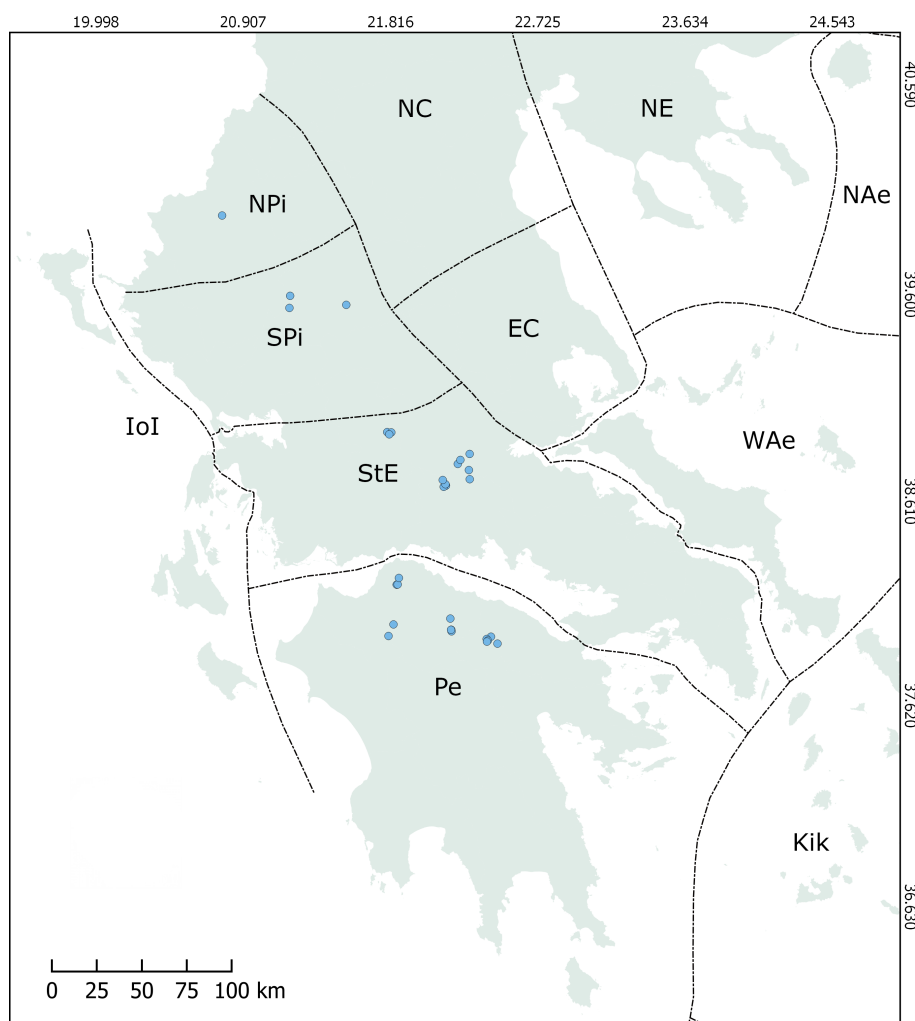 19.998 20.907 21.816 22.725 23.634 24.543
40.590
NC
NE
NAe
NPi
39.600
EC
SPi
IoI
WAe
StE
38.610
Pe
37.620
Kik
36.630
0 25 50 75 100 km